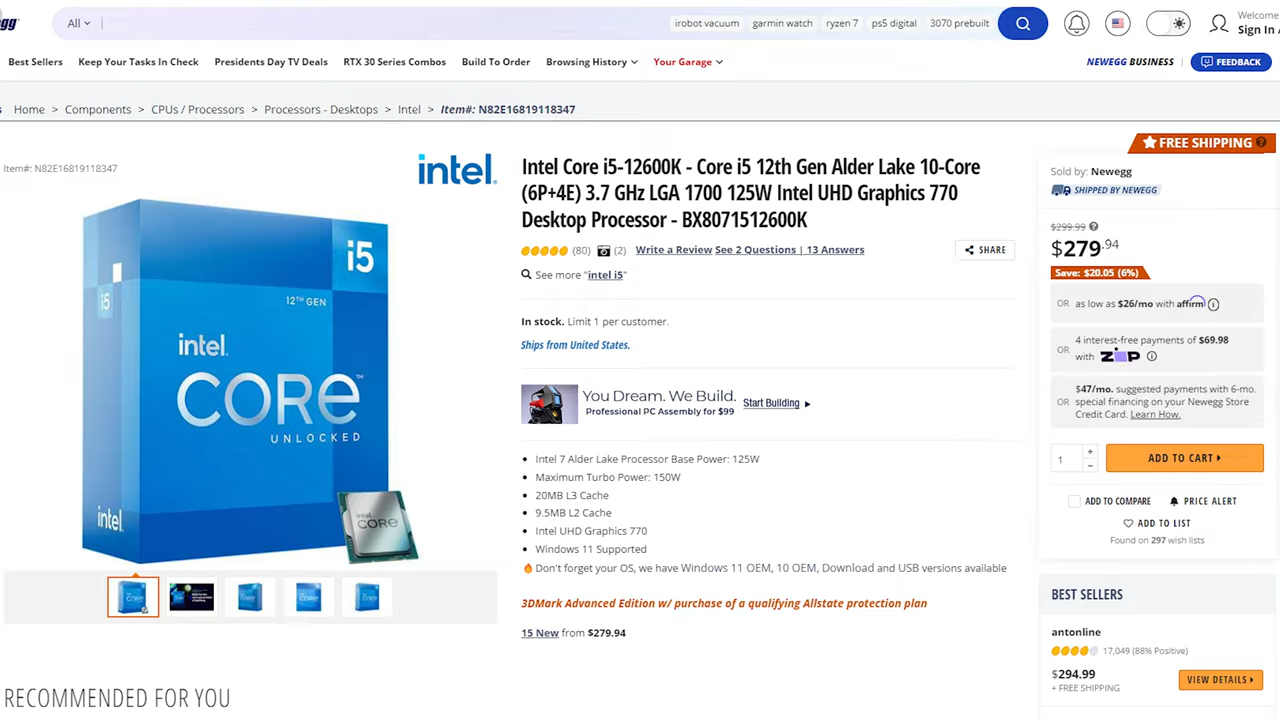 gg
All
irobot vacuum garmin watch ryzen 7 ps5 digital 3070 prebuilt
Welcome
Sign In /
Best Sellers Keep Your Tasks In Check Presidents Day TV Deals RTX 30 Series Combos Build To Order Browsing History Your Garage
NEWEGG BUSINESS
FEEDBACK
s Home > Components > CPUs / Processors > Processors - Desktops > Intel > Item#: N82E16819118347
Item#: N82E16819118347
intel.
i5
i5
12TH GEN
intel.
CORE™
UNLOCKED
intel.
intel.
CORE
Intel Core i5-12600K - Core i5 12th Gen Alder Lake 10-Core
(6P+4E) 3.7 GHz LGA 1700 125W Intel UHD Graphics 770
Desktop Processor - BX8071512600K
(80) (2) Write a Review See 2 Questions | 13 Answers
SHARE
See more "intel i5"
In stock. Limit 1 per customer.
Ships from United States.
You Dream. We Build.
Professional PC Assembly for $99
Start Building
• Intel 7 Alder Lake Processor Base Power: 125W
• Maximum Turbo Power: 150W
• 20MB L3 Cache
• 9.5MB L2 Cache
• Intel UHD Graphics 770
• Windows 11 Supported
Don't forget your OS, we have Windows 11 OEM, 10 OEM, Download and USB versions available
3DMark Advanced Edition w/ purchase of a qualifying Allstate protection plan
15 New from $279.94
FREE SHIPPING ?
Sold by: Newegg
SHIPPED BY NEWEGG
$299.99 ?
$279.94
Save: $20.05 (6%)
OR as low as $26/mo with affirm
OR 4 interest-free payments of $69.98
with ZIP
OR $47/mo. suggested payments with 6-mo.
special financing on your Newegg Store
Credit Card. Learn How.
1 + −
ADD TO CART
ADD TO COMPARE PRICE ALERT
ADD TO LIST
Found on 297 wish lists
BEST SELLERS
antonline
17,049 (88% Positive)
$294.99
+ FREE SHIPPING
VIEW DETAILS
RECOMMENDED FOR YOU